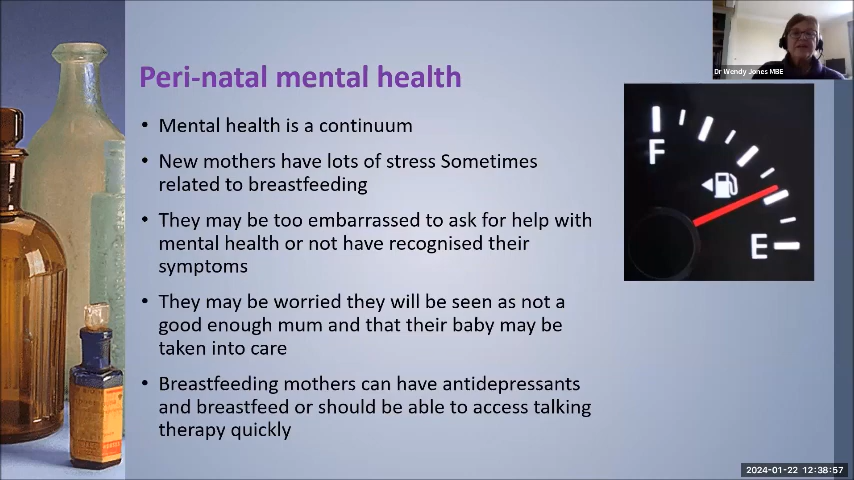 Peri-natal mental health
• Mental health is a continuum
• New mothers have lots of stress Sometimes
related to breastfeeding
• They may be too embarrassed to ask for help with
mental health or not have recognised their
symptoms
• They may be worried they will be seen as not a
good enough mum and that their baby may be
taken into care
• Breastfeeding mothers can have antidepressants
and breastfeed or should be able to access talking
therapy quickly
F
E
Dr Wendy Jones MBE
2024-01-22 12:38:57